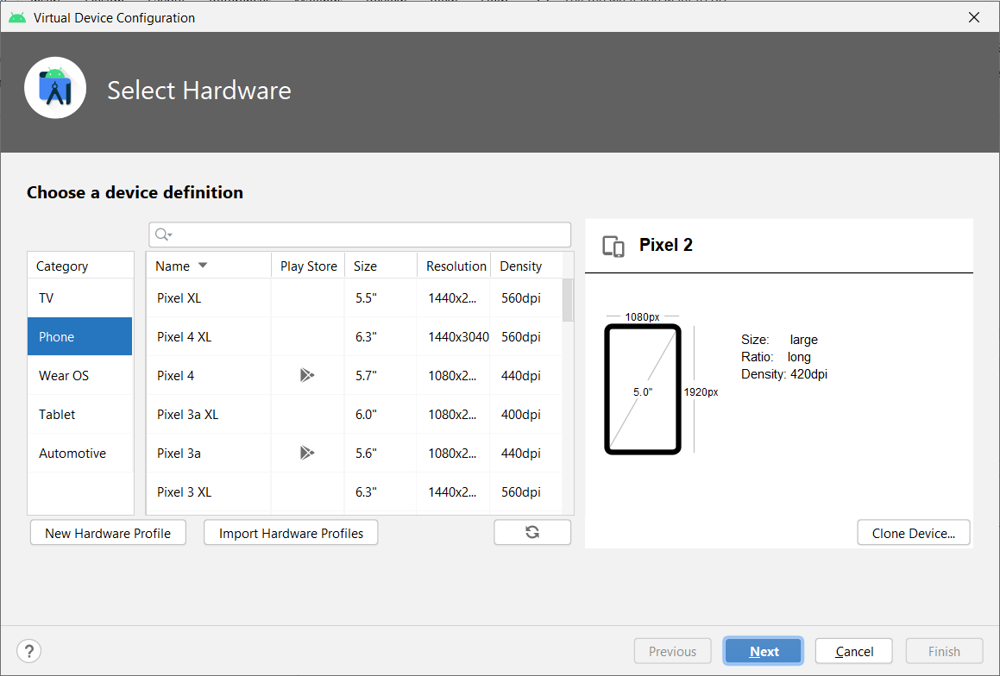 Virtual Device Configuration
Select Hardware
Choose a device definition
Category
TV
Phone
Wear OS
Tablet
Automotive
Name Play Store Size Resolution Density
Pixel XL 5.5" 1440x2... 560dpi
Pixel 4 XL 6.3" 1440x3040 560dpi
Pixel 4 5.7" 1080x2... 440dpi
Pixel 3a XL 6.0" 1080x2... 400dpi
Pixel 3a 5.6" 1080x2... 440dpi
Pixel 3 XL 6.3" 1440x2... 560dpi
New Hardware Profile Import Hardware Profiles
Pixel 2
1080px
5.0"
1920px
Size: large
Ratio: long
Density: 420dpi
Clone Device...
? Previous Next Cancel Finish